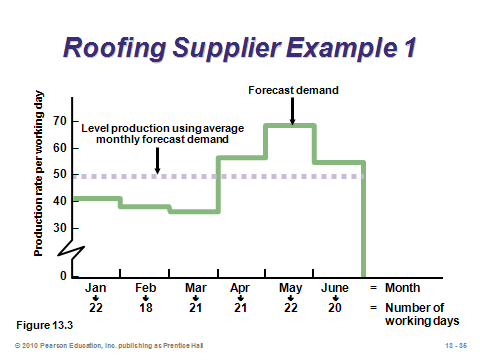 Roofing Supplier Example 1
Forecast demand
Level production using average
monthly forecast demand
Production rate per working day
70
60
50
40
30
0
Jan Feb Mar Apr May June = Month
22 18 21 21 22 20 = Number of
working days
Figure 13.3
© 2010 Pearson Education, Inc. publishing as Prentice Hall
13 - 35